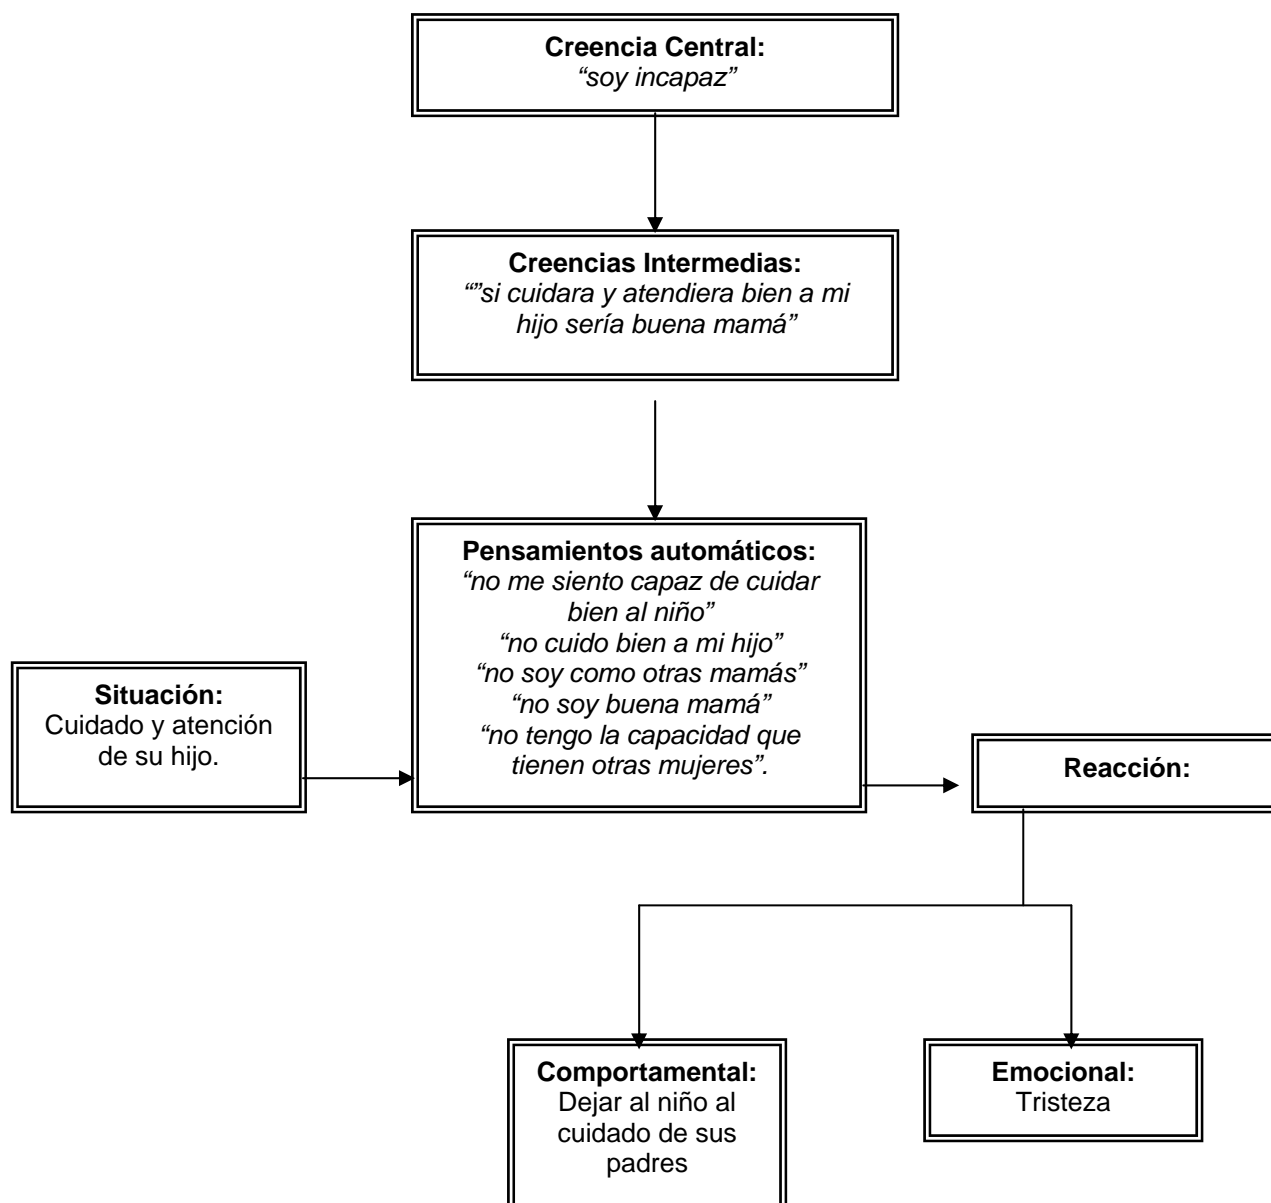 Creencia Central:
“soy incapaz”
Creencias Intermedias:
“”si cuidara y atendiera bien a mi
hijo sería buena mamá”
Pensamientos automáticos:
“no me siento capaz de cuidar
bien al niño”
“no cuido bien a mi hijo”
“no soy como otras mamás”
“no soy buena mamá”
“no tengo la capacidad que
tienen otras mujeres”.
Situación:
Cuidado y atención
de su hijo.
Reacción:
Comportamental:
Dejar al niño al
cuidado de sus
padres
Emocional:
Tristeza